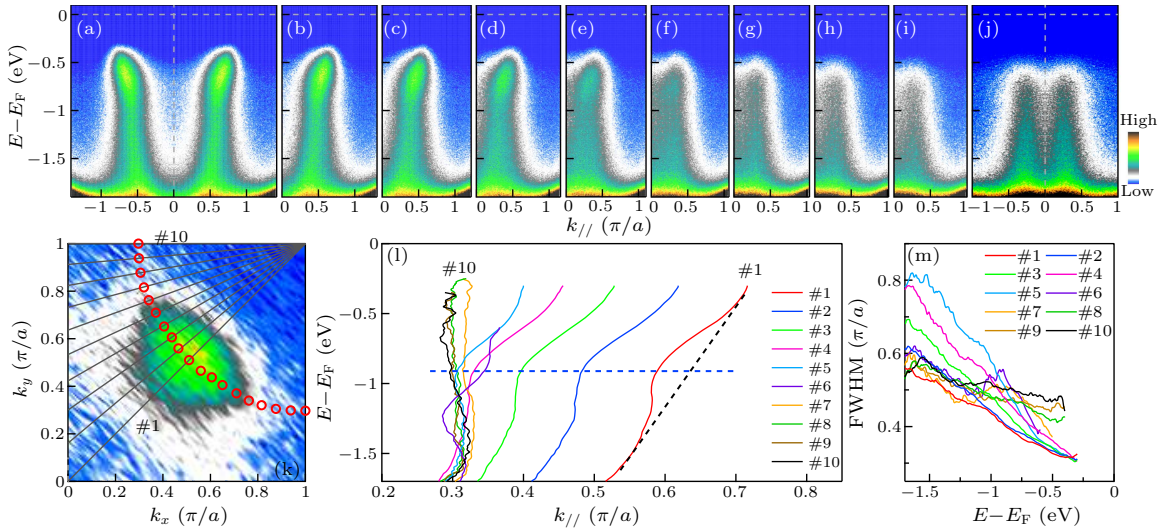 (a) (b) (c) (d) (e) (f) (g) (h) (i) (j)
E−E_F (eV)
0
−0.5
−1
−1.5
High
Low
−1 −0.5 0 0.5 1 0 0.5 1 0 0.5 1 0 0.5 1 0 0.5 1 0 0.5 1 0 0.5 1 0 0.5 1 0 0.5 1 −1 −0.5 0 0.5 1
k_{//} (π/a)
#10
#1
(k)
k_y (π/a)
1
0.8
0.6
0.4
0.2
0
0 0.2 0.4 0.6 0.8 1.0
k_x (π/a)
(l)
#10
#1
E−E_F (eV)
0
−0.5
−1
−1.5
#1
#2
#3
#4
#5
#6
#7
#8
#9
#10
0.2 0.3 0.4 0.5 0.6 0.7 0.8
k_{//} (π/a)
(m)
#1 #2
#3 #4
#5 #6
#7 #8
#9 #10
FWHM (π/a)
0.8
0.6
0.4
−1.5 −1 −0.5 0
E−E_F (eV)